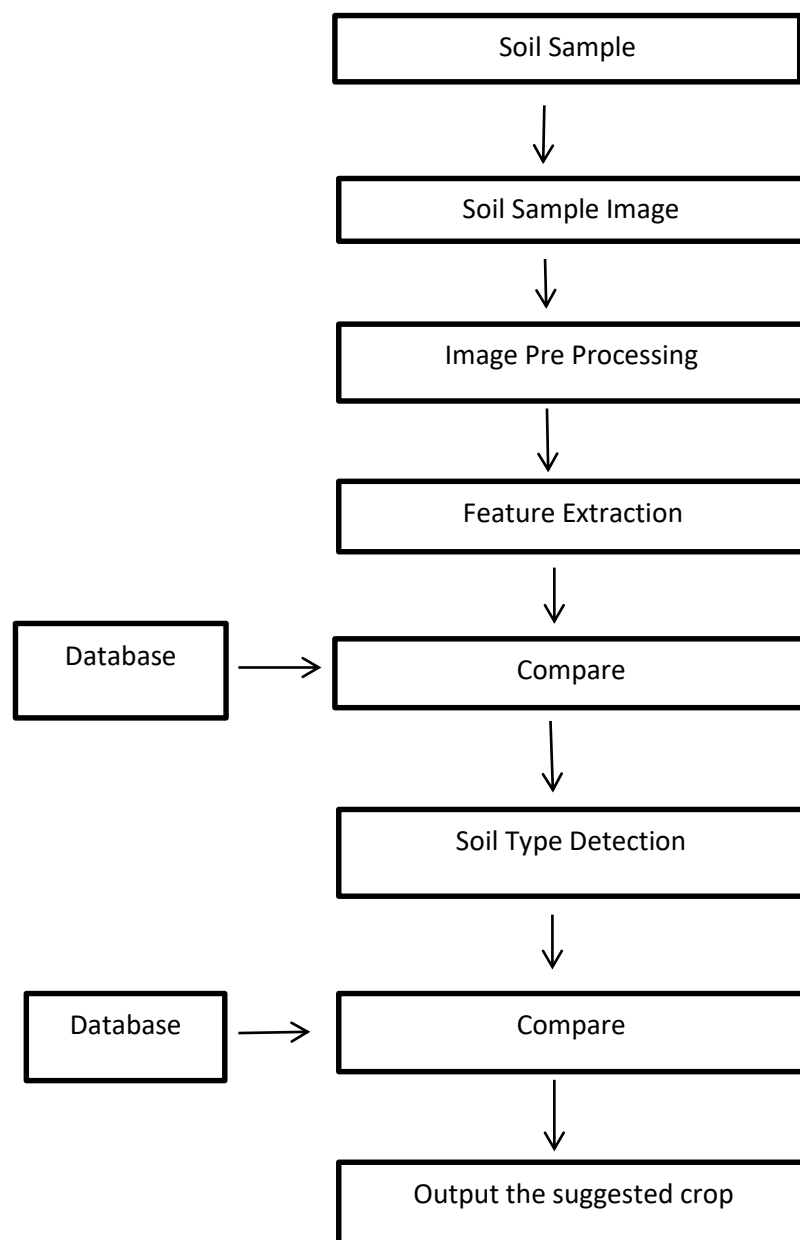 Soil Sample
Soil Sample Image
Image Pre Processing
Feature Extraction
Database
Compare
Soil Type Detection
Database
Compare
Output the suggested crop